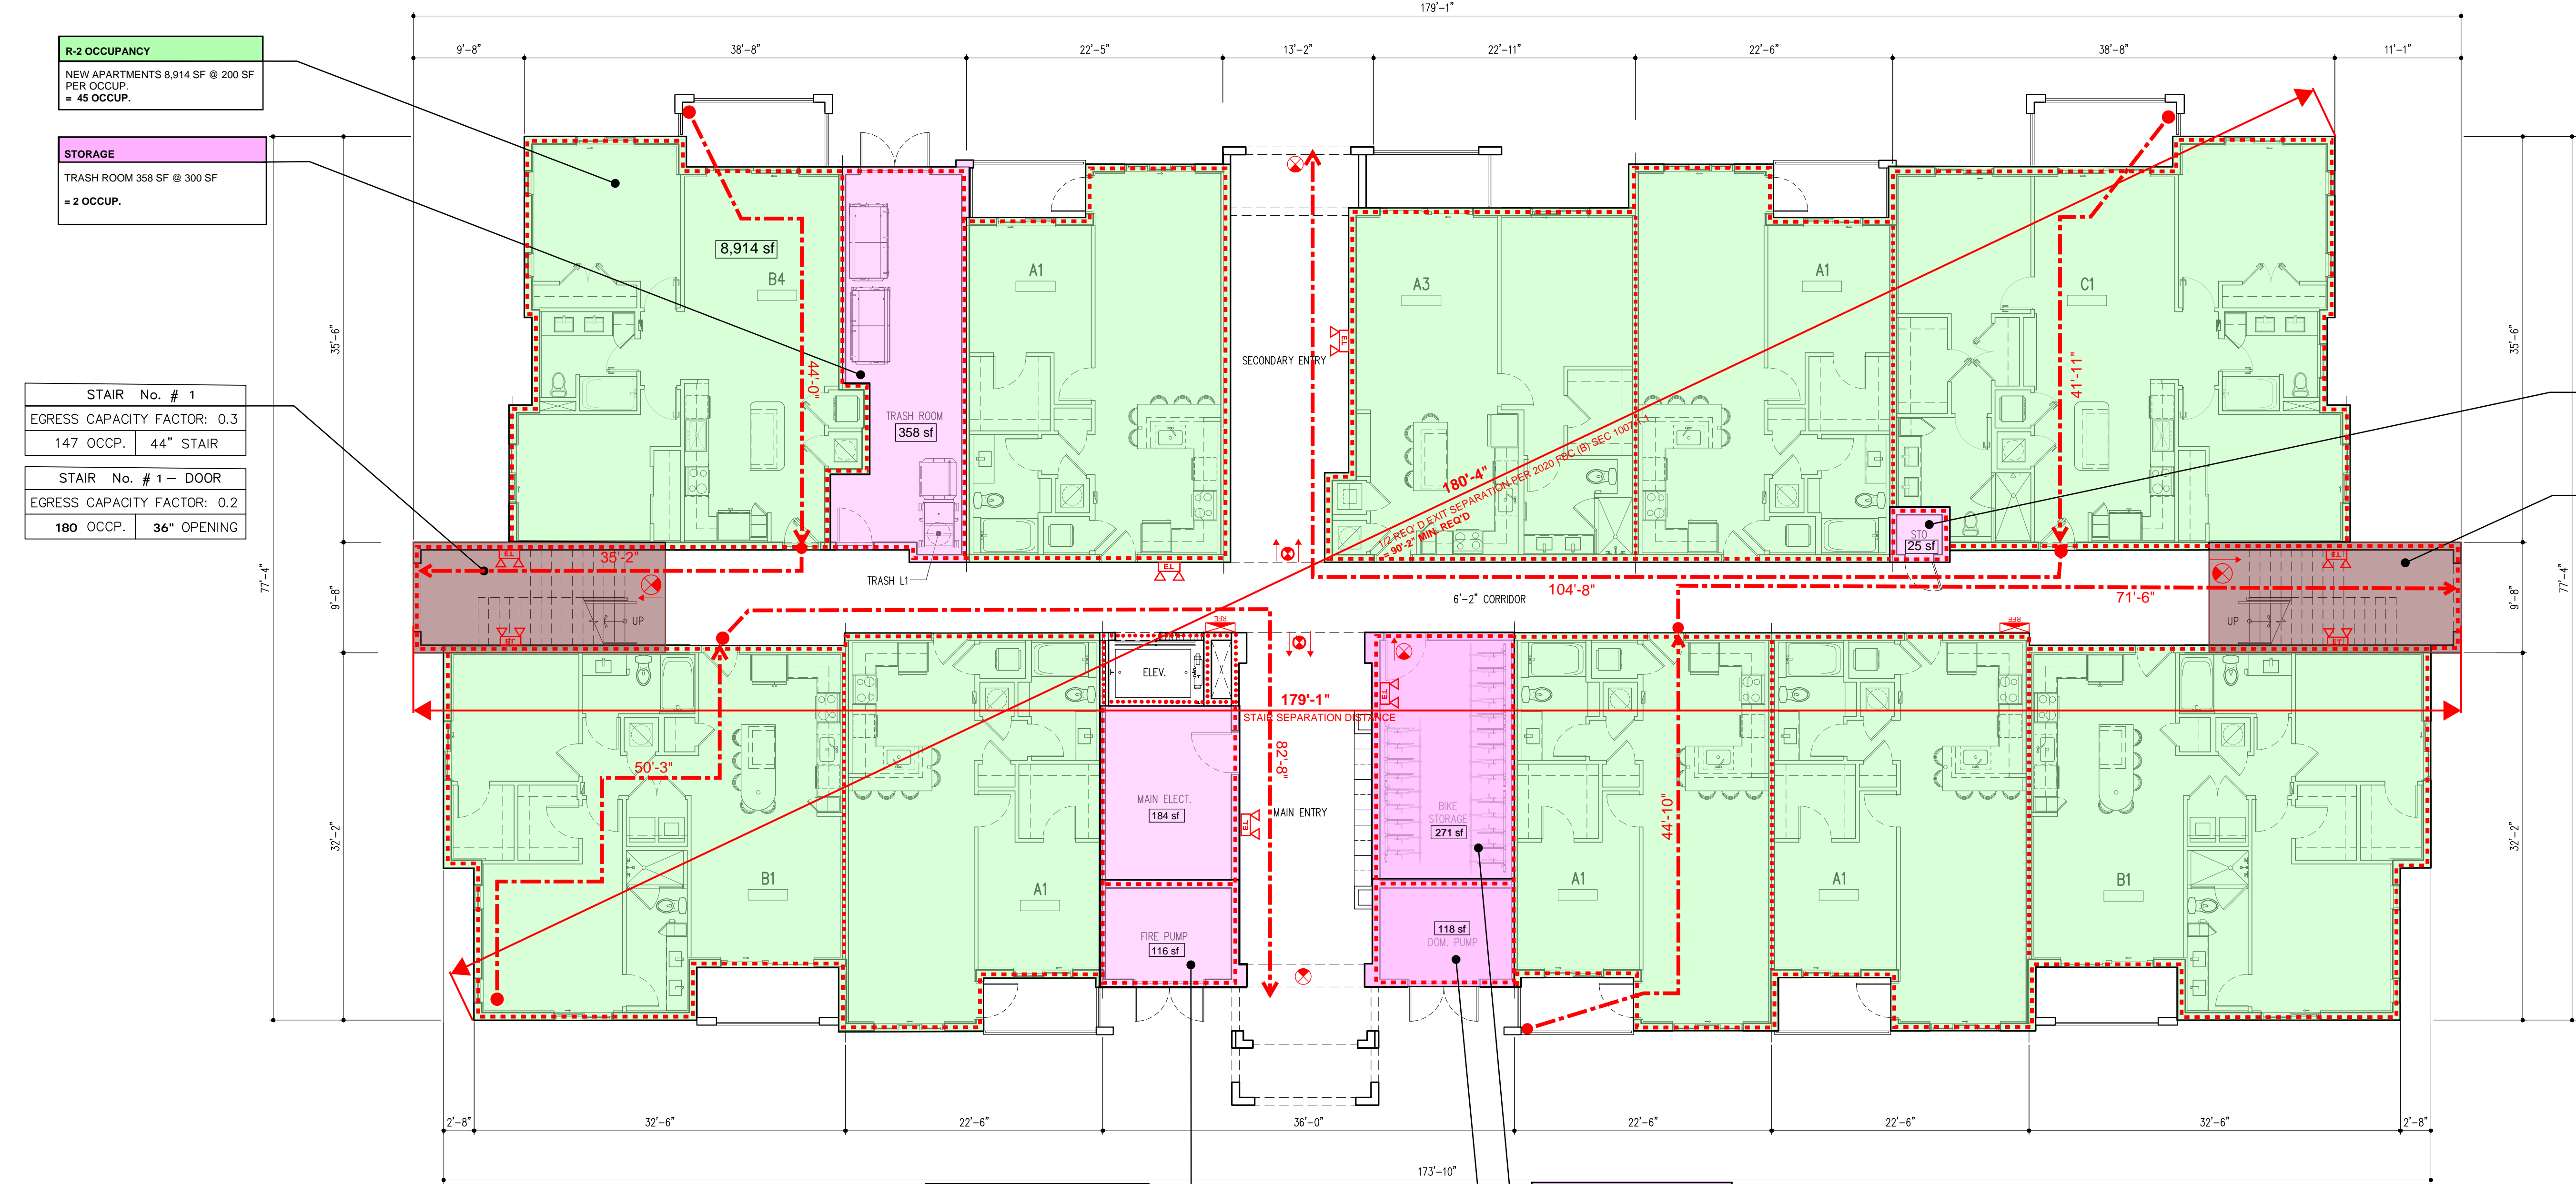 179'-1"
9'-8"
38'-8"
22'-5"
13'-2"
22'-11"
22'-6"
38'-8"
11'-1"
R-2 OCCUPANCY
NEW APARTMENTS 8,914 SF @ 200 SF
PER OCCUP.
= 45 OCCUP.
STORAGE
TRASH ROOM 358 SF @ 300 SF
= 2 OCCUP.
STAIR No. # 1
EGRESS CAPACITY FACTOR: 0.3
147 OCCP. 44" STAIR
STAIR No. # 1 - DOOR
EGRESS CAPACITY FACTOR: 0.2
180 OCCP. 36" OPENING
77'-4"
35'-6"
9'-8"
32'-2"
8,914 sf
B4
44'-0"
TRASH ROOM
358 sf
A1
SECONDARY ENTRY
E.L
A3
A1
C1
41'-11"
180'-4"
1/2 REQ' D EXIT SEPARATION PER 2020 FBC (B) SEC 1007.1.1
= 90'-2" MIN. REQ'D
STO
25 sf
35'-6"
9'-8"
77'-4"
32'-2"
E.L
35'-2"
UP
E.L
TRASH L1
E.L
6'-2" CORRIDOR
104'-8"
71'-6"
E.L
UP
E.L
RFE
RFE
ELEV.
179'-1"
STAIR SEPARATION DISTANCE
82'-8"
50'-3"
MAIN ELECT.
184 sf
MAIN ENTRY
E.L
E.L
BIKE
STORAGE
271 sf
44'-10"
B1
A1
FIRE PUMP
116 sf
118 sf
DOM. PUMP
A1
A1
B1
2'-8"
32'-6"
22'-6"
36'-0"
22'-6"
22'-6"
32'-6"
2'-8"
173'-10"